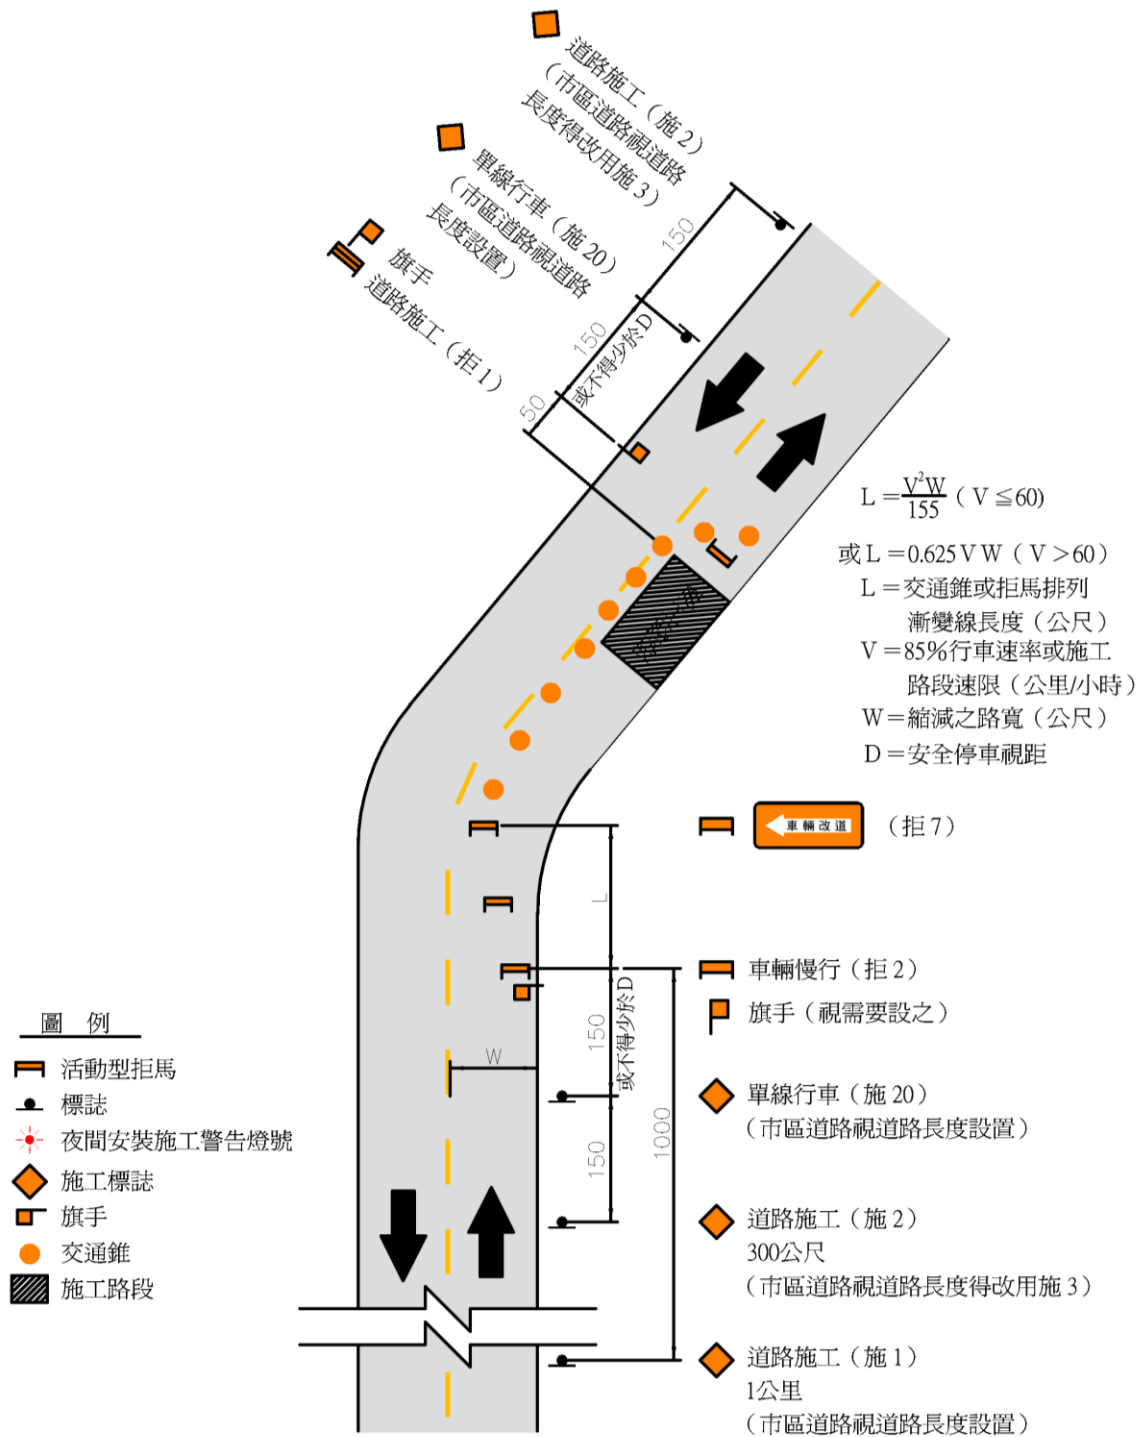 道路施工（施2）
（市區道路視道路
長度得改用施3）
單線行車（施20）
（市區道路視道路
長度設置）
旗手
道路施工（拒1）
150
150
或不得少於D
50
L＝V²W/155（V≦60)
或L＝0.625VW（V＞60）
L＝交通錐或拒馬排列
漸變線長度（公尺）
V＝85%行車速率或施工
路段速限（公里/小時）
W＝縮減之路寬（公尺）
D＝安全停車視距
車輛改道
（拒7）
L
車輛慢行（拒2）
旗手（視需要設之）
150
或不得少於D
W
單線行車（施20）
（市區道路視道路長度設置）
150
1000
道路施工（施2）
300公尺
（市區道路視道路長度得改用施3）
道路施工（施1）
1公里
（市區道路視道路長度設置）
圖 例
活動型拒馬
標誌
夜間安裝施工警告燈號
施工標誌
旗手
交通錐
施工路段